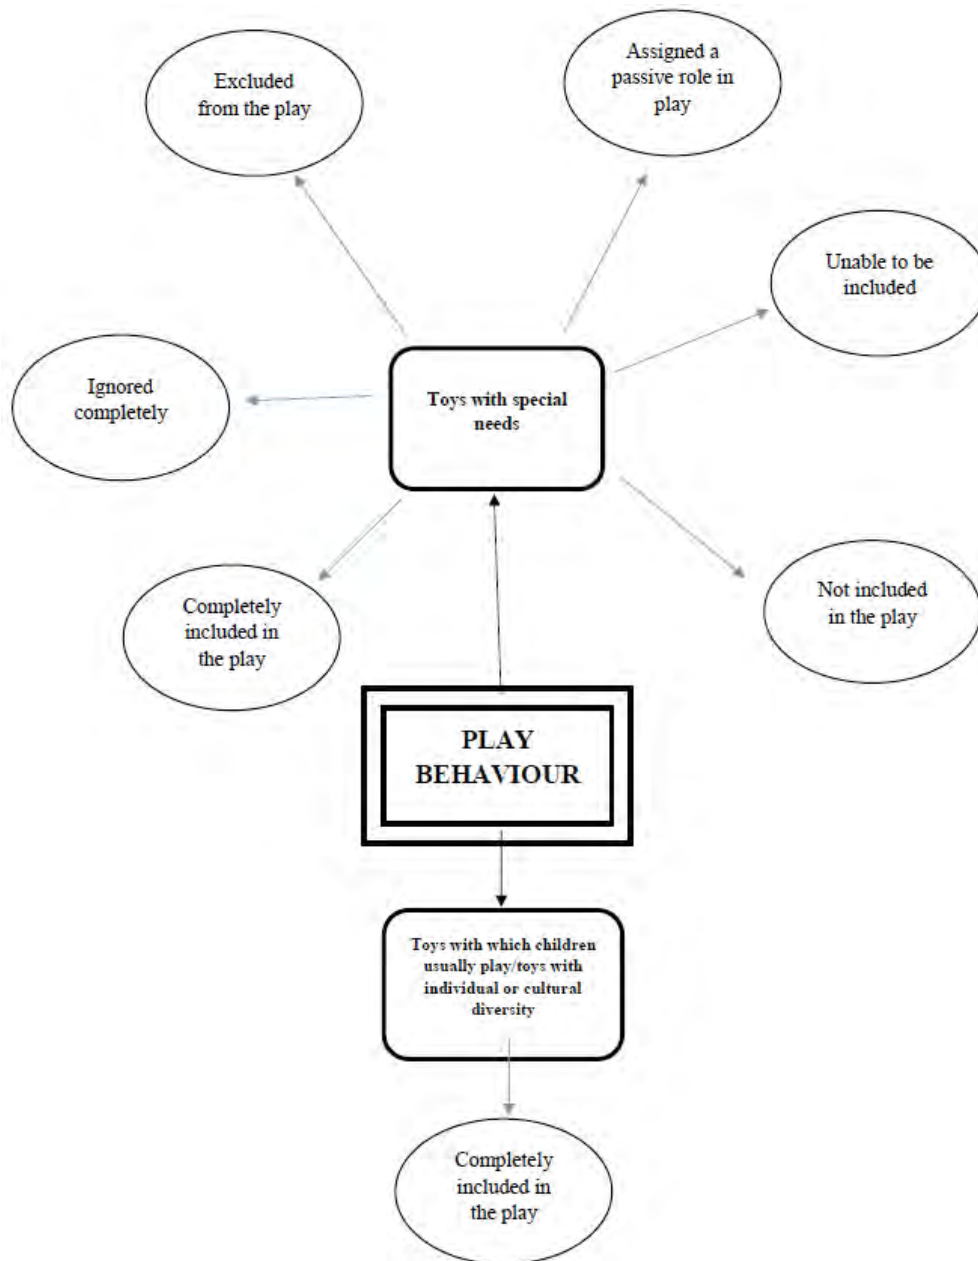 Excluded
from the play
Assigned a
passive role in
play
Unable to be
included
Ignored
completely
Toys with special
needs
Completely
included in
the play
Not included
in the play
PLAY
BEHAVIOUR
Toys with which children
usually play/toys with
individual or cultural
diversity
Completely
included in
the play